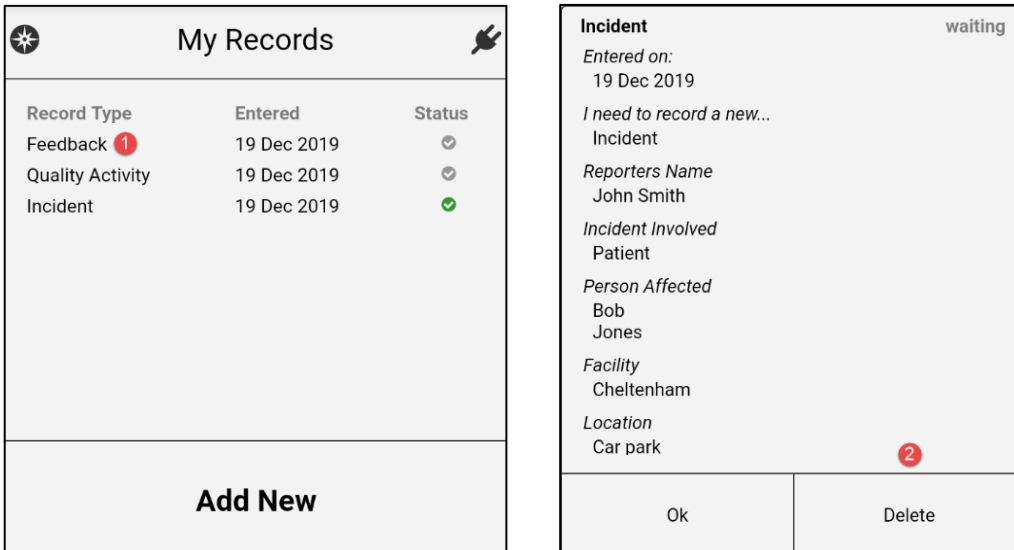 My Records
Record Type Entered Status
Feedback 1 19 Dec 2019
Quality Activity 19 Dec 2019
Incident 19 Dec 2019
Add New
Incident waiting
Entered on:
19 Dec 2019
I need to record a new...
Incident
Reporters Name
John Smith
Incident Involved
Patient
Person Affected
Bob
Jones
Facility
Cheltenham
Location
Car park
2
Ok Delete